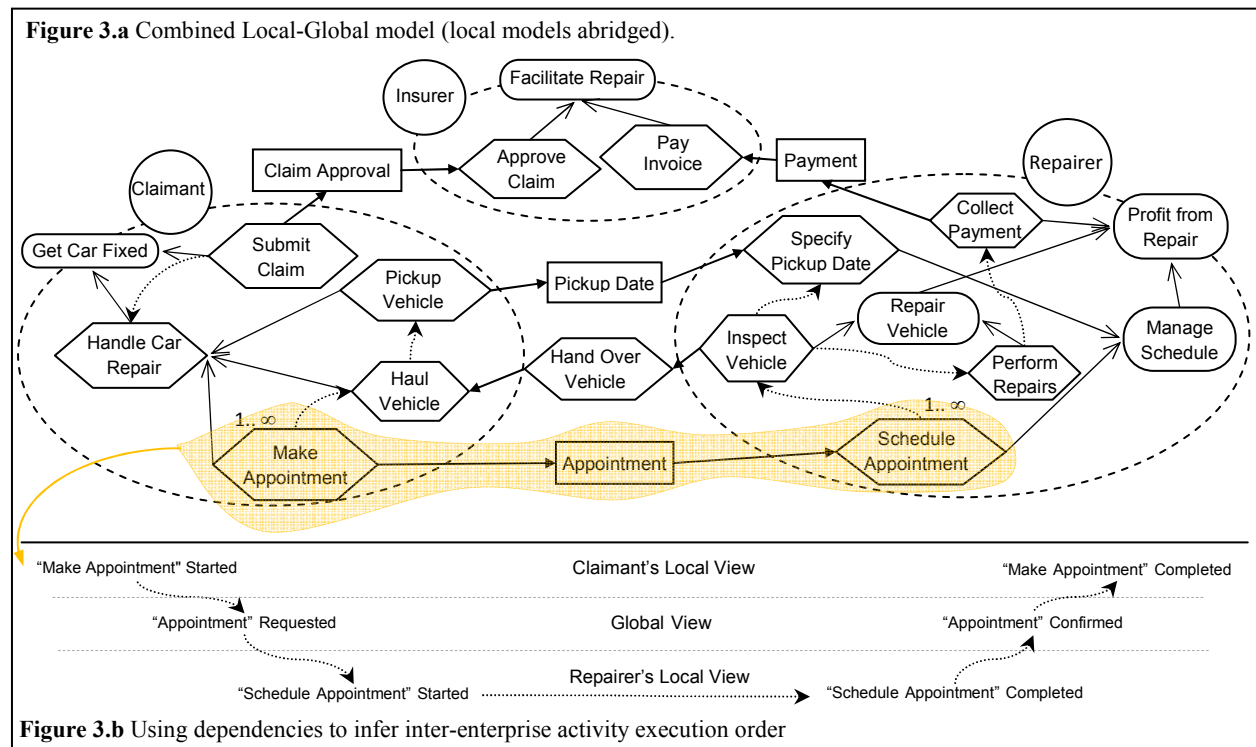 Figure 3.a Combined Local-Global model (local models abridged).
Facilitate Repair
Insurer
Approve
Claim
Pay
Invoice
Claim Approval
Payment
Claimant
Repairer
Get Car Fixed
Submit
Claim
Collect
Payment
Profit from
Repair
Specify
Pickup Date
Pickup
Vehicle
Pickup Date
Repair
Vehicle
Handle Car
Repair
Inspect
Vehicle
Manage
Schedule
Haul
Vehicle
Hand Over
Vehicle
Perform
Repairs
1.. ∞
1.. ∞
Make
Appointment
Appointment
Schedule
Appointment
“Make Appointment" Started
Claimant's Local View
“Make Appointment” Completed
“Appointment” Requested
Global View
“Appointment” Confirmed
Repairer's Local View
“Schedule Appointment” Started
“Schedule Appointment” Completed
Figure 3.b Using dependencies to infer inter-enterprise activity execution order